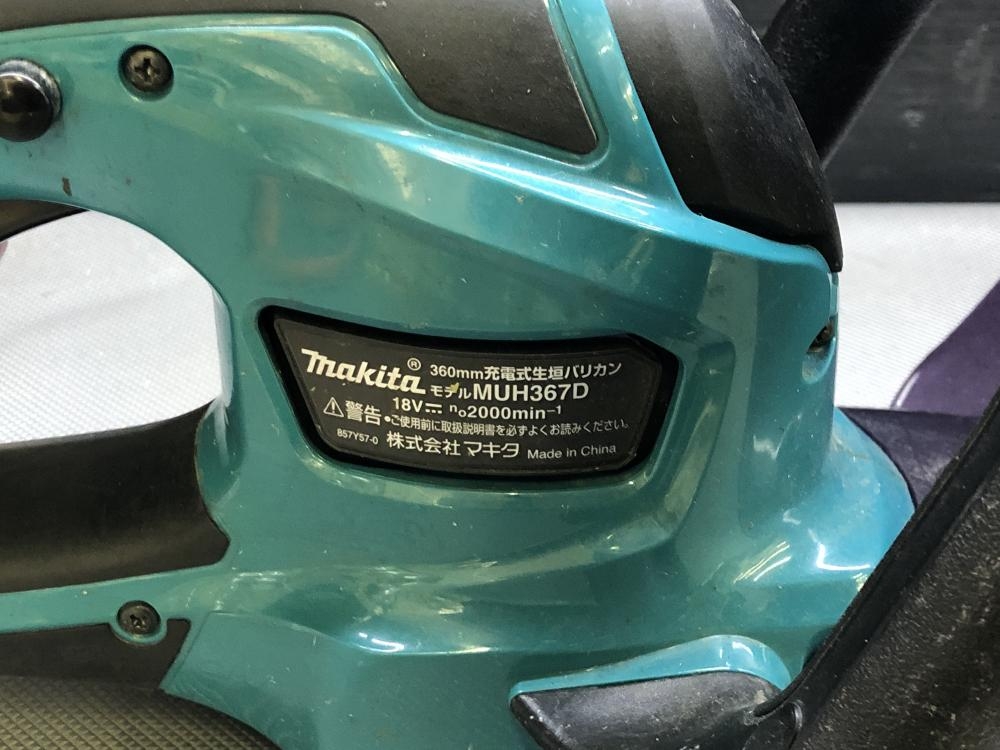 makita® 360mm充電式生垣バリカン
モデルMUH367D
18V⎓ n₀2000min⁻¹
⚠警告 •ご使用前に取扱説明書を必ずよくお読みください。
857Y57-0 株式会社 マキタ Made in China